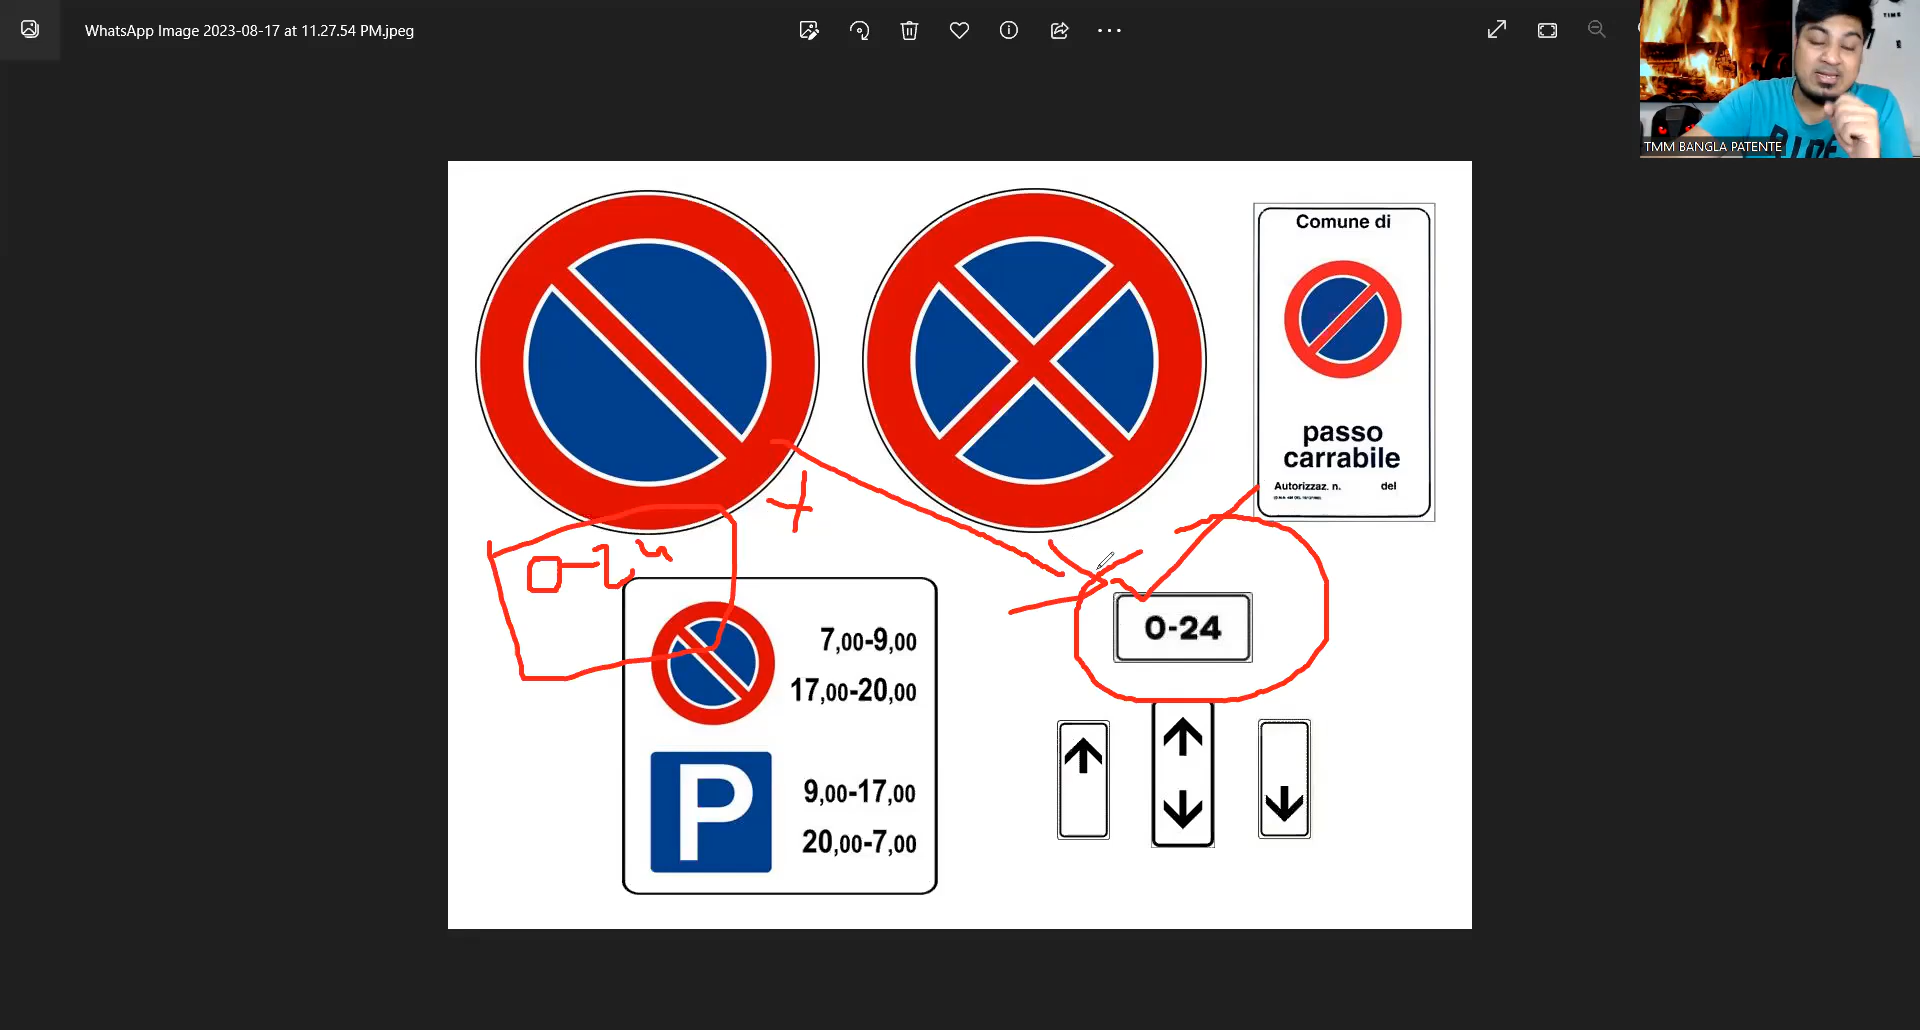 WhatsApp Image 2023-08-17 at 11.27.54 PM.jpeg
TIME
TMM BANGLA PATENTE
Comune di
passo
carrabile
Autorizzaz. n. del
0-24
7,00-9,00
17,00-20,00
P
9,00-17,00
20,00-7,00
0-24